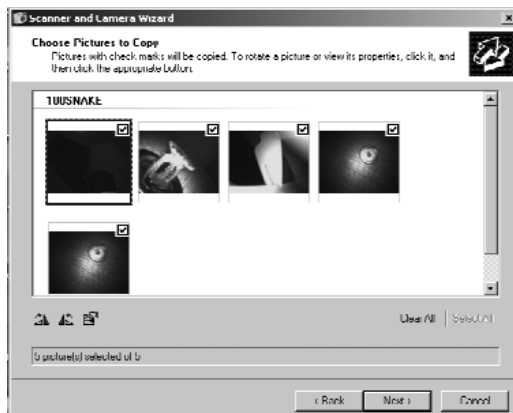 Scanner and Camera Wizard
Choose Pictures to Copy
Pictures with check marks will be copied. To rotate a picture or view its properties, click it, and
then click the appropriate button.
100SNAKE
Clear All
Select All
5 picture(s) selected of 5
< Back
Next >
Cancel